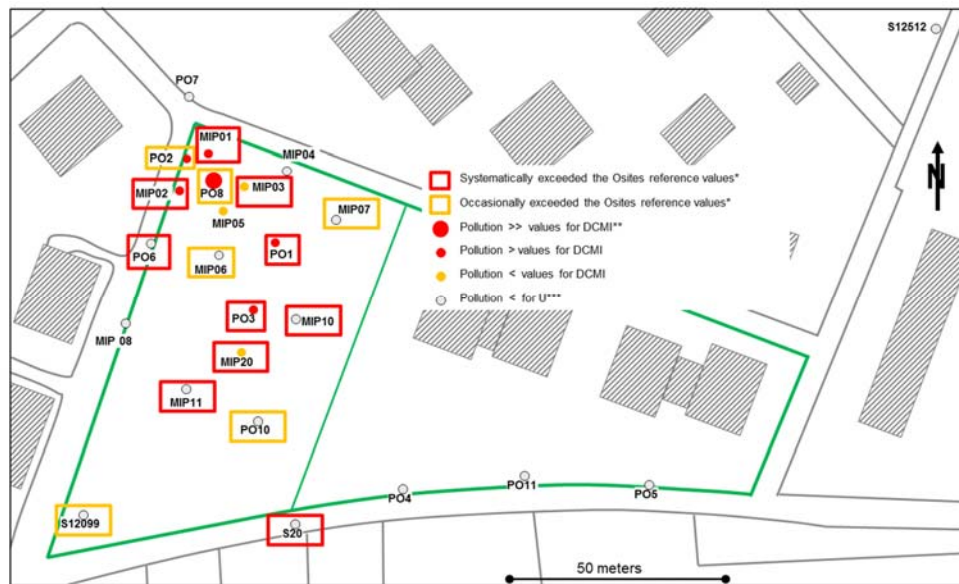 S12512
PO7
MIP01
PO2
MIP04
MIP02
PO8
MIP03
MIP05
MIP07
PO6
MIP06
PO1
PO3
MIP10
MIP 08
MIP20
MIP11
PO10
S12099
S20
PO4
PO11
PO5
N
Systematically exceeded the Osites reference values*
Occasionally exceeded the Osites reference values*
Pollution >> values for DCMI**
Pollution > values for DCMI
Pollution < values for DCMI
Pollution < for U***
50 meters